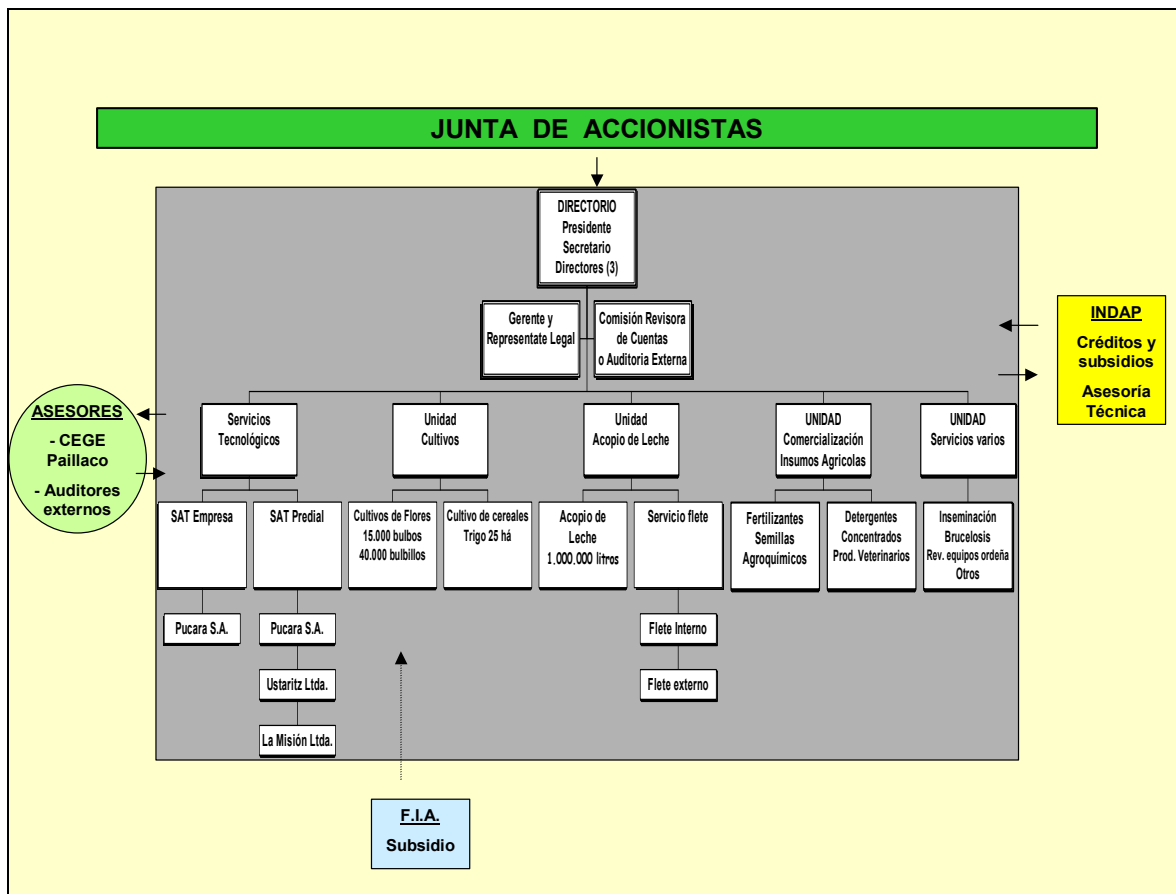 JUNTA DE ACCIONISTAS
DIRECTORIO
Presidente
Secretario
Directores (3)
Gerente y
Represente Legal
Comisión Revisora
de Cuentas
o Auditoria Externa
INDAP
Créditos y
subsidios
Asesoría
Técnica
ASESORES
- CEGE
Paillaco
- Auditores
externos
Servicios
Tecnológicos
Unidad
Cultivos
Unidad
Acopio de Leche
UNIDAD
Comercialización
Insumos Agricolas
UNIDAD
Servicios varios
SAT Empresa
SAT Predial
Cultivos de Flores
15.000 bulbos
40.000 bulbillos
Cultivo de cereales
Trigo 25 há
Acopio de
Leche
1.000.000 litros
Servicio flete
Fertilizantes
Semillas
Agroquímicos
Detergentes
Concentrados
Prod. Veterinarios
Inseminación
Brucelosis
Rev. equipos ordeña
Otros
Pucara S.A.
Pucara S.A.
Ustaritz Ltda.
La Misión Ltda.
Flete Interno
Flete externo
F.I.A.
Subsidio